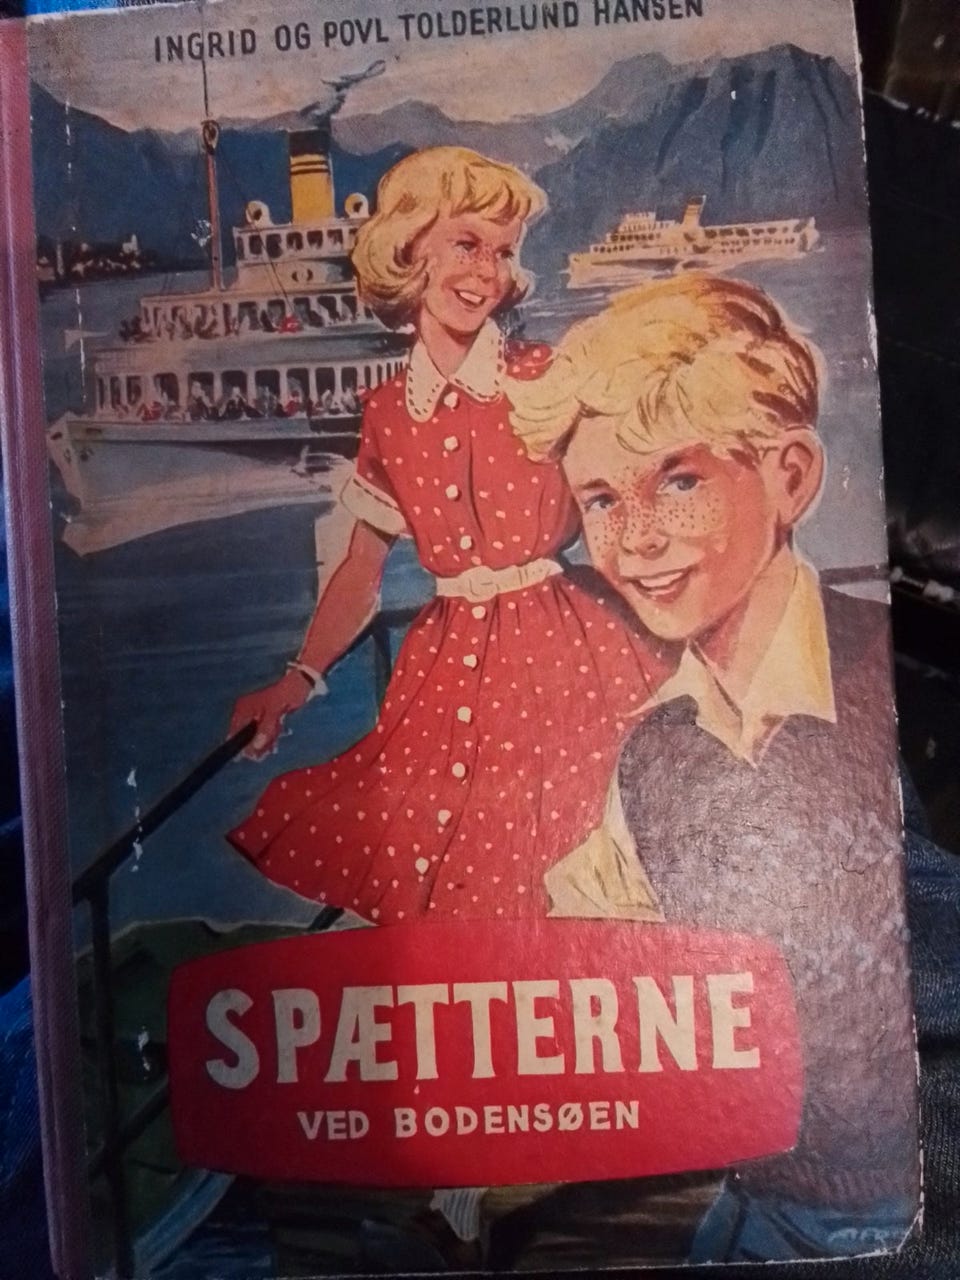 INGRID OG POVL TOLDERLUND HANSEN
SPÆTTERNE
VED BODENSØEN